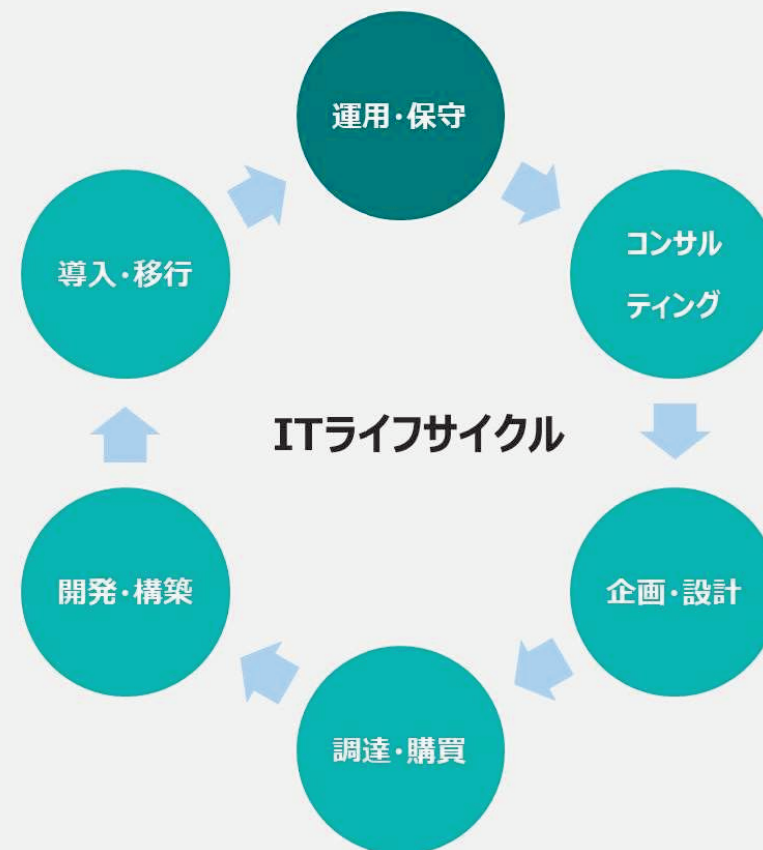 運用・保守
コンサル
ティング
企画・設計
調達・購買
開発・構築
導入・移行
ITライフサイクル